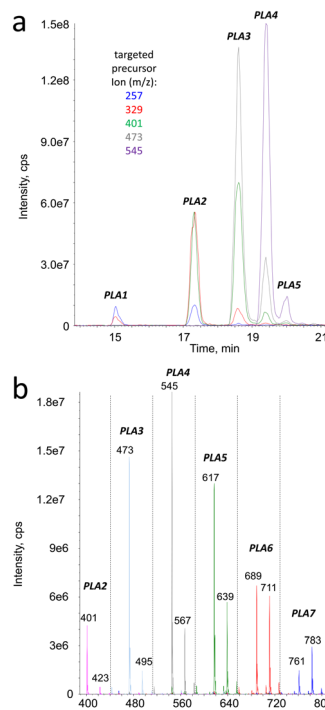 a
1.5e8
1.2e8
9.0e7
6.0e7
3.0e7
0
Intensity, cps
targeted
precursor
Ion (m/z):
257
329
401
473
545
PLA1
PLA2
PLA3
PLA4
PLA5
15 17 19 21
Time, min
b
1.8e7
1.5e7
1.2e7
9e6
6e6
3e6
0
Intensity, cps
PLA2
401
423
PLA3
473
495
PLA4
545
567
PLA5
617
639
PLA6
689
711
PLA7
761
783
400 480 560 640 720